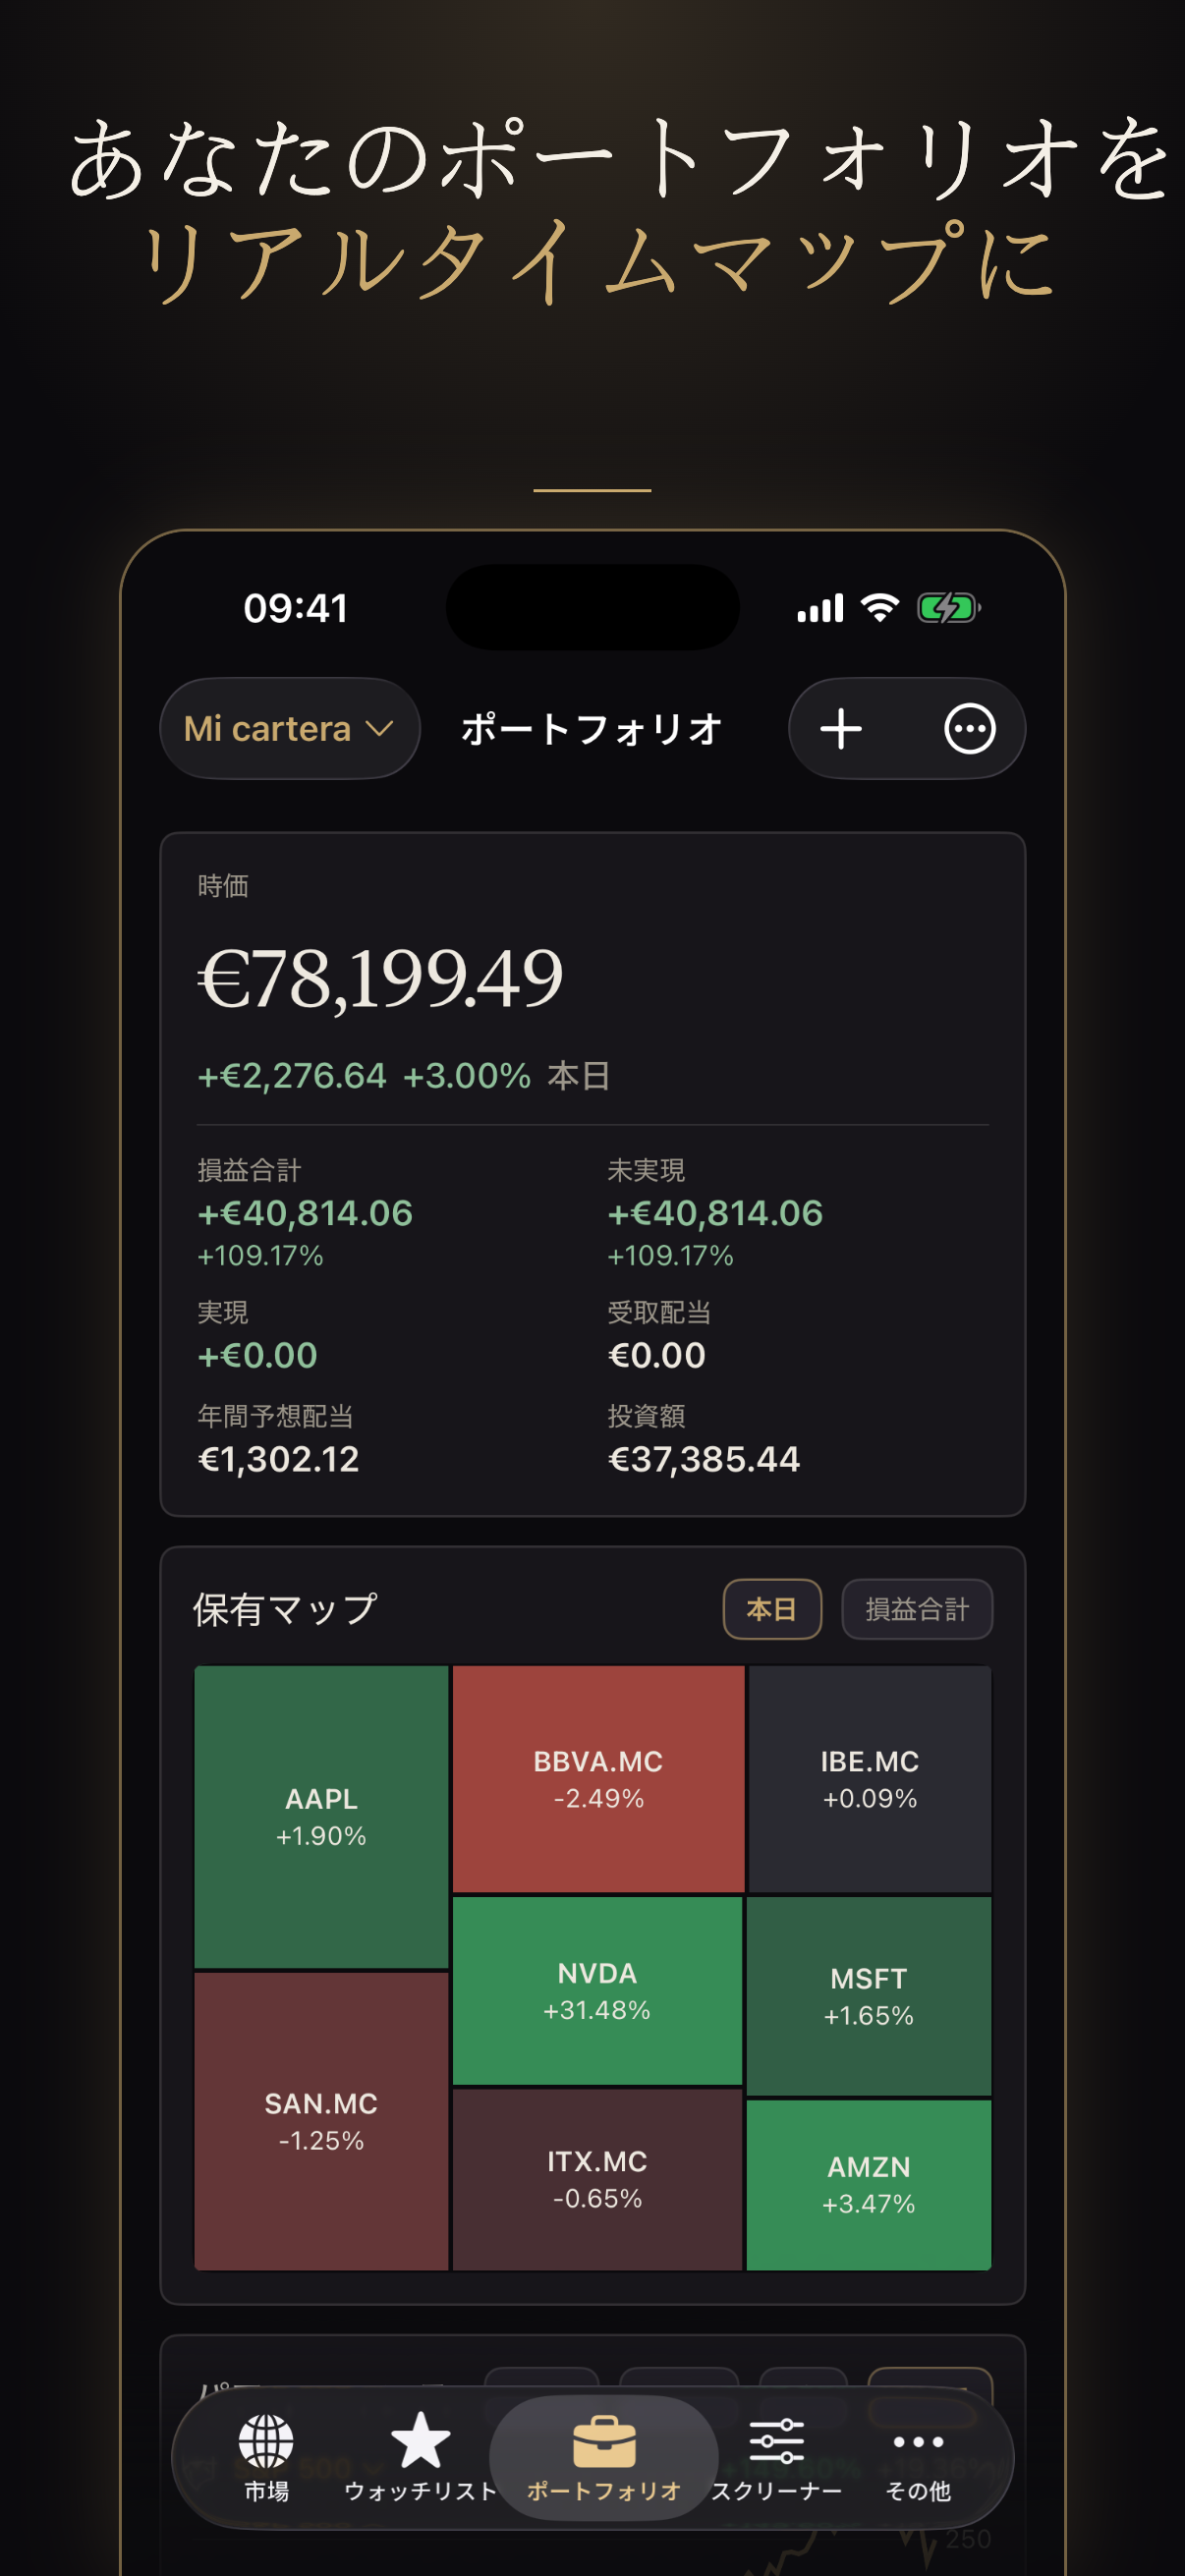 あなたのポートフォリオを
リアルタイムマップに
09:41
Mi cartera
ポートフォリオ
時価
€78,199.49
+€2,276.64 +3.00% 本日
損益合計 未実現
+€40,814.06 +€40,814.06
+109.17% +109.17%
実現 受取配当
+€0.00 €0.00
年間予想配当 投資額
€1,302.12 €37,385.44
保有マップ 本日 損益合計
AAPL
+1.90%
BBVA.MC
-2.49%
IBE.MC
+0.09%
NVDA
+31.48%
MSFT
+1.65%
SAN.MC
-1.25%
ITX.MC
-0.65%
AMZN
+3.47%
市場 ウォッチリスト ポートフォリオ スクリーナー その他
250